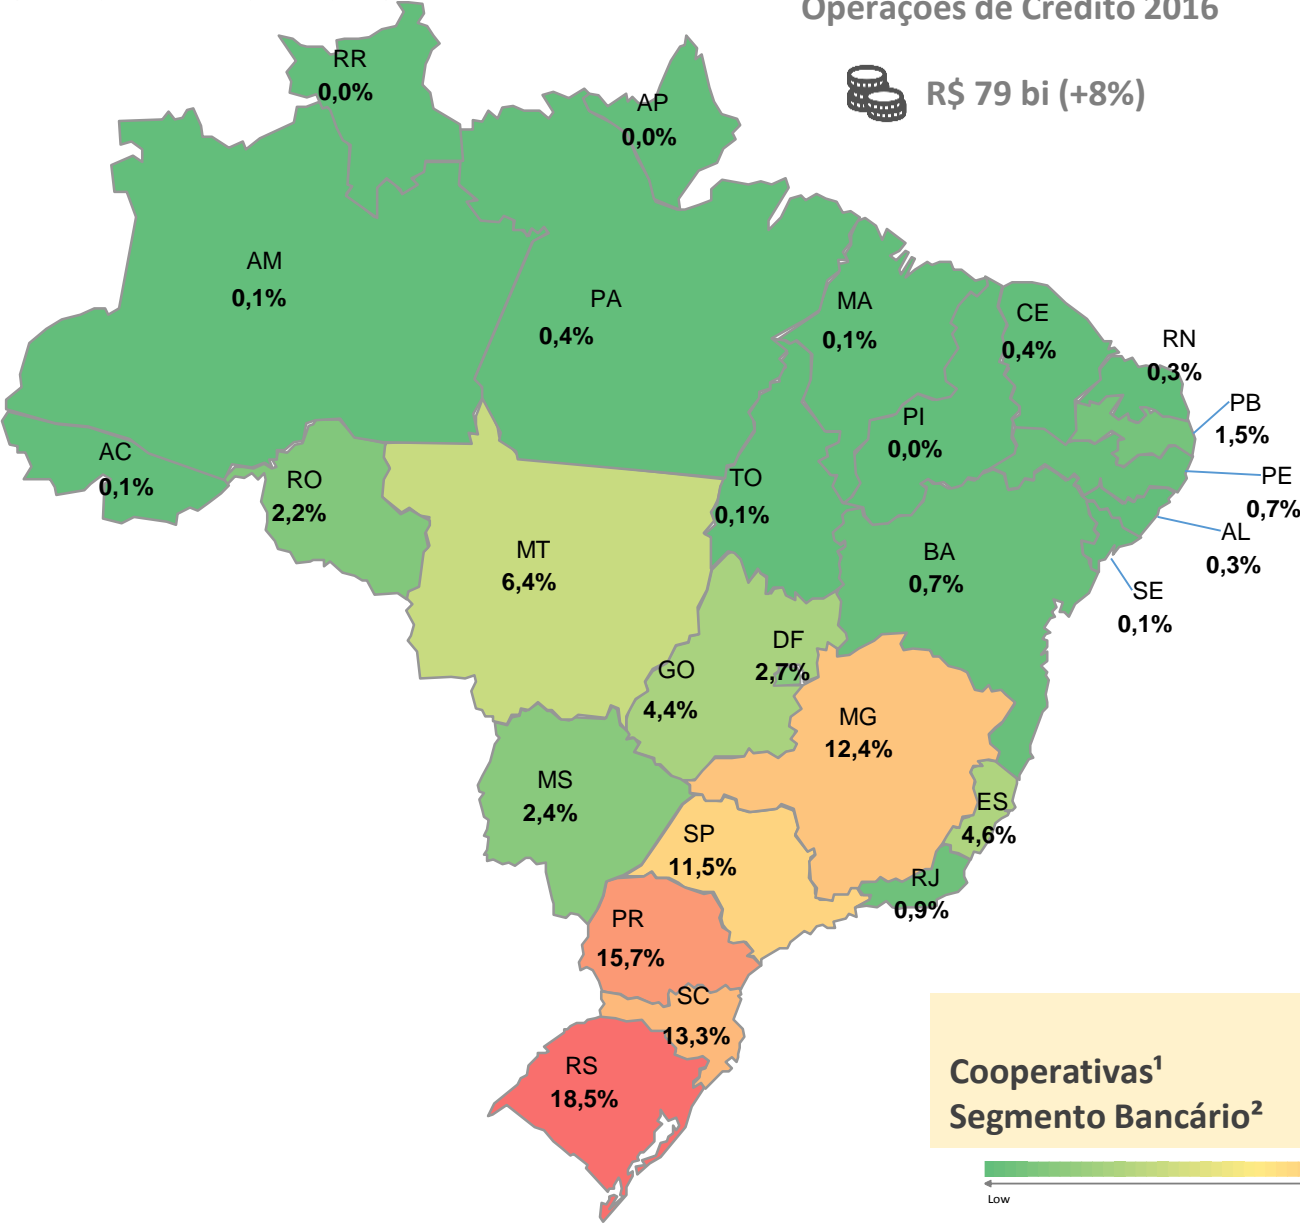 Operações de Crédito 2016
R$ 79 bi (+8%)
RR
0,0%
AP
0,0%
AM
0,1%
PA
0,4%
MA
0,1%
CE
0,4%
RN
0,3%
PB
1,5%
PI
0,0%
PE
0,7%
AC
0,1%
RO
2,2%
TO
0,1%
AL
0,3%
MT
6,4%
BA
0,7%
SE
0,1%
DF
2,7%
GO
4,4%
MG
12,4%
MS
2,4%
ES
4,6%
SP
11,5%
RJ
0,9%
PR
15,7%
SC
13,3%
RS
18,5%
Cooperativas¹
Segmento Bancário²
Low